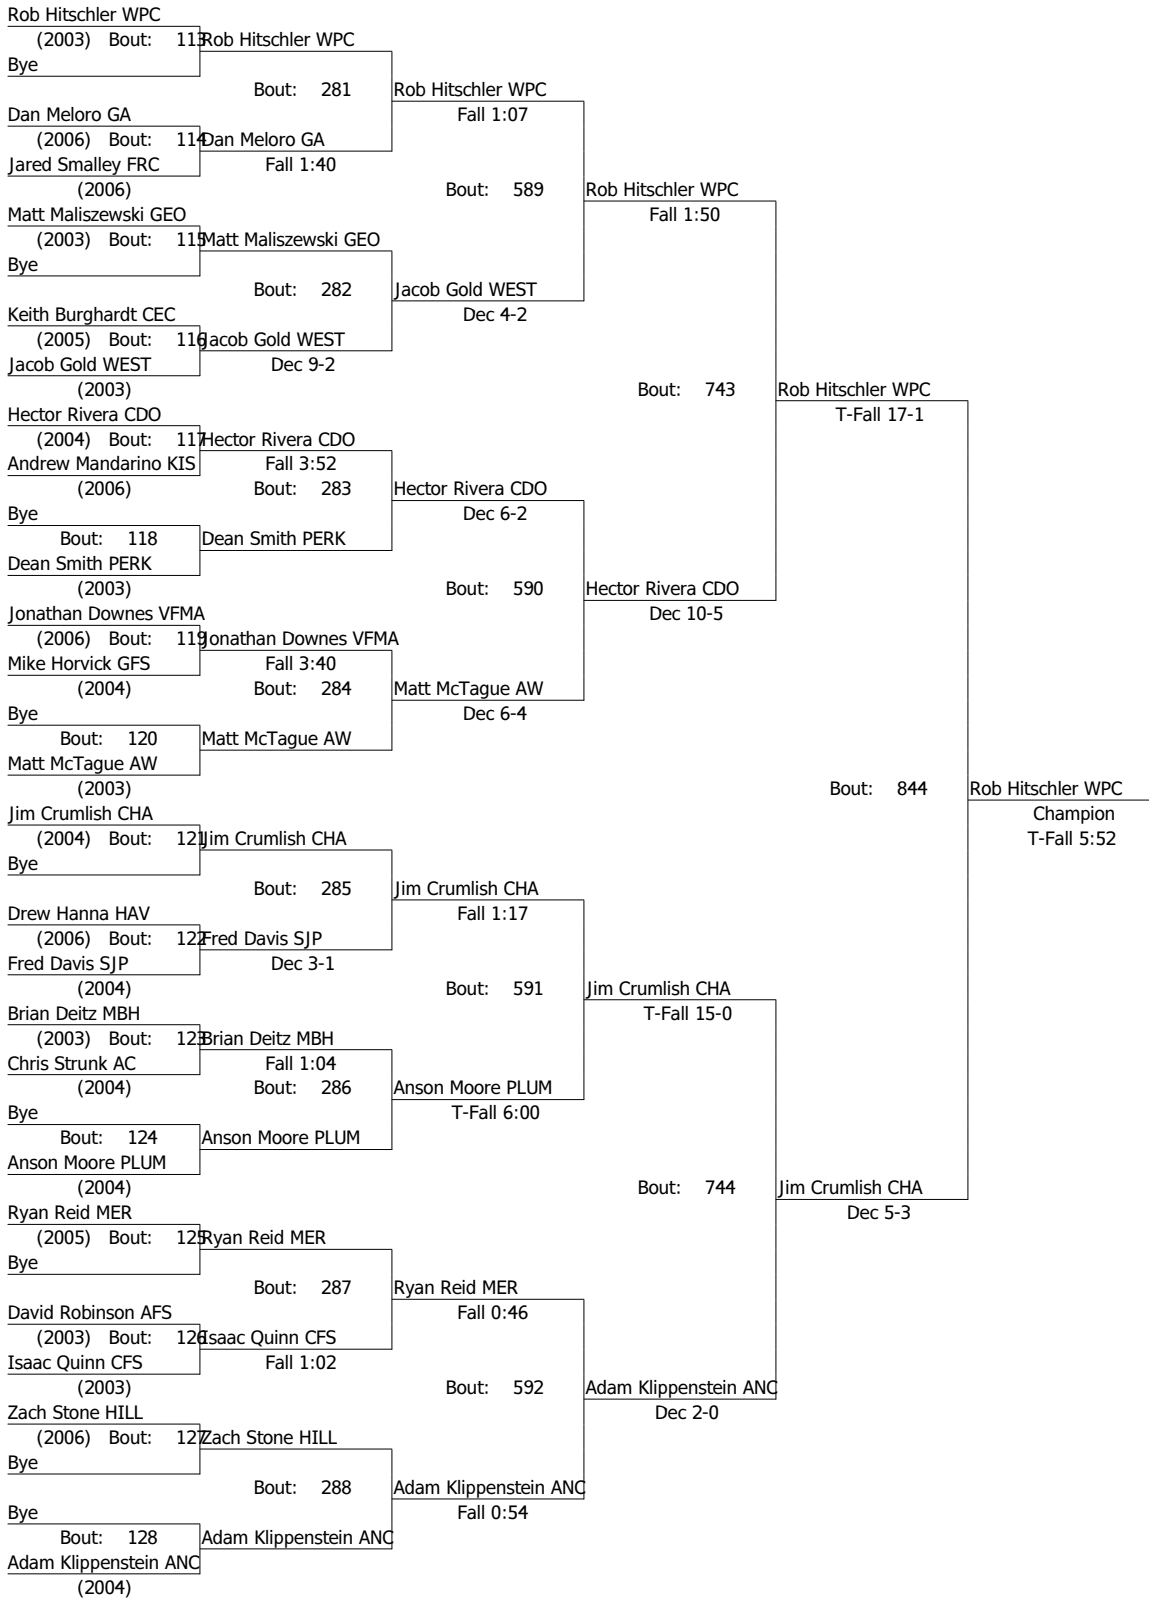 Rob Hitschler WPC
(2003) Bout: 113 Rob Hitschler WPC
Bye
Bout: 281 Rob Hitschler WPC
Dan Meloro GA Fall 1:07
(2006) Bout: 114 Dan Meloro GA
Jared Smalley FRC Fall 1:40
(2006) Bout: 589 Rob Hitschler WPC
Matt Maliszewski GEO Fall 1:50
(2003) Bout: 115 Matt Maliszewski GEO
Bye
Bout: 282 Jacob Gold WEST
Keith Burghardt CEC Dec 4-2
(2005) Bout: 116 Jacob Gold WEST
Jacob Gold WEST Dec 9-2
(2003) Bout: 743 Rob Hitschler WPC
Hector Rivera CDO T-Fall 17-1
(2004) Bout: 117 Hector Rivera CDO
Andrew Mandarino KIS Fall 3:52
(2006) Bout: 283 Hector Rivera CDO
Bye Dec 6-2
Bout: 118 Dean Smith PERK
Dean Smith PERK
(2003) Bout: 590 Hector Rivera CDO
Jonathan Downes VFMA Dec 10-5
(2006) Bout: 119 Jonathan Downes VFMA
Mike Horvick GFS Fall 3:40
(2004) Bout: 284 Matt McTague AW
Bye Dec 6-4
Bout: 120 Matt McTague AW
Matt McTague AW
(2003) Bout: 844 Rob Hitschler WPC
Jim Crumlish CHA Champion
(2004) Bout: 121 Jim Crumlish CHA T-Fall 5:52
Bye
Bout: 285 Jim Crumlish CHA
Drew Hanna HAV Fall 1:17
(2006) Bout: 122 Fred Davis SJP
Fred Davis SJP Dec 3-1
(2004) Bout: 591 Jim Crumlish CHA
Brian Deitz MBH T-Fall 15-0
(2003) Bout: 123 Brian Deitz MBH
Chris Strunk AC Fall 1:04
(2004) Bout: 286 Anson Moore PLUM
Bye T-Fall 6:00
Bout: 124 Anson Moore PLUM
Anson Moore PLUM
(2004) Bout: 744 Jim Crumlish CHA
Ryan Reid MER Dec 5-3
(2005) Bout: 125 Ryan Reid MER
Bye
Bout: 287 Ryan Reid MER
David Robinson AFS Fall 0:46
(2003) Bout: 126 Isaac Quinn CFS
Isaac Quinn CFS Fall 1:02
(2003) Bout: 592 Adam Klippenstein ANC
Zach Stone HILL Dec 2-0
(2006) Bout: 127 Zach Stone HILL
Bye
Bout: 288 Adam Klippenstein ANC
Bye Fall 0:54
Bout: 128 Adam Klippenstein ANC
Adam Klippenstein ANC
(2004)